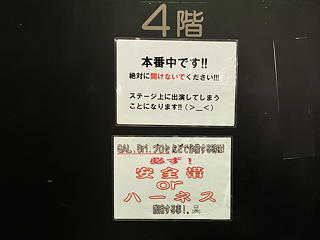 4階
本番中です!!
絶対に開けないでください!!!
ステージ上に出演してしまう
ことになります!!(>__<)
必ず!
安全帯
or
ハーネス